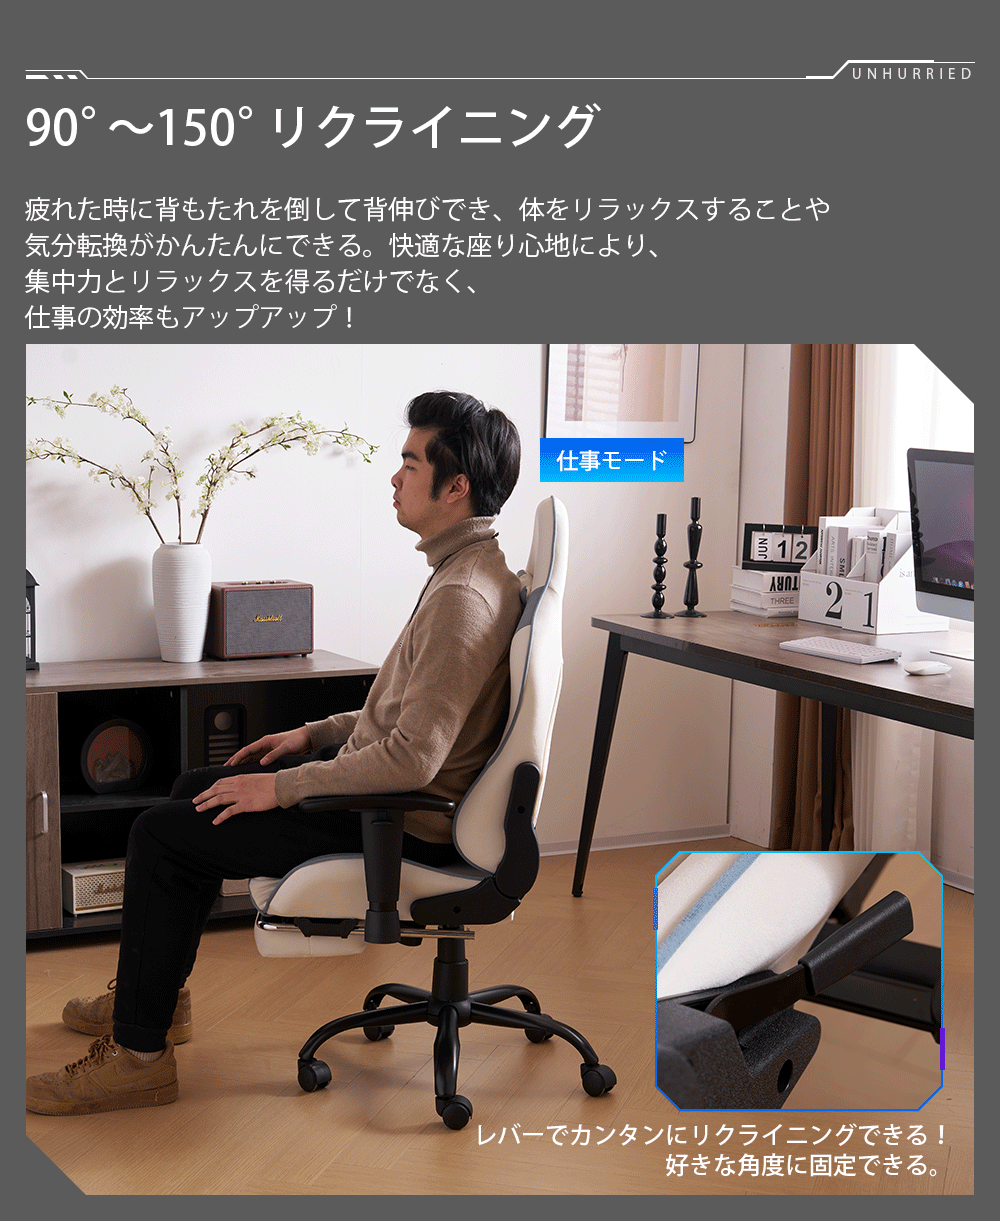 UNHURRIED
90°～150°リクライニング
疲れた時に背もたれを倒して背伸びでき、体をリラックスすることや
気分転換がかんたんにできる。快適な座り心地により、
集中力とリラックスを得るだけでなく、
仕事の効率もアップアップ！
仕事モード
JUN 12
THREE
2 1
Marshall
レバーでカンタンにリクライニングできる！
好きな角度に固定できる。